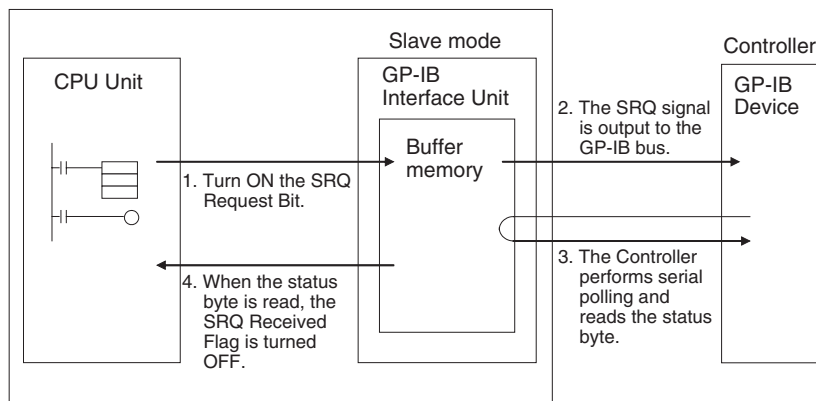 Slave mode
Controller
CPU Unit
GP-IB
Interface Unit
GP-IB
Device
Buffer
memory
1. Turn ON the SRQ
Request Bit.
2. The SRQ signal
is output to the
GP-IB bus.
3. The Controller
performs serial
polling and
reads the status
byte.
4. When the status
byte is read, the
SRQ Received
Flag is turned
OFF.